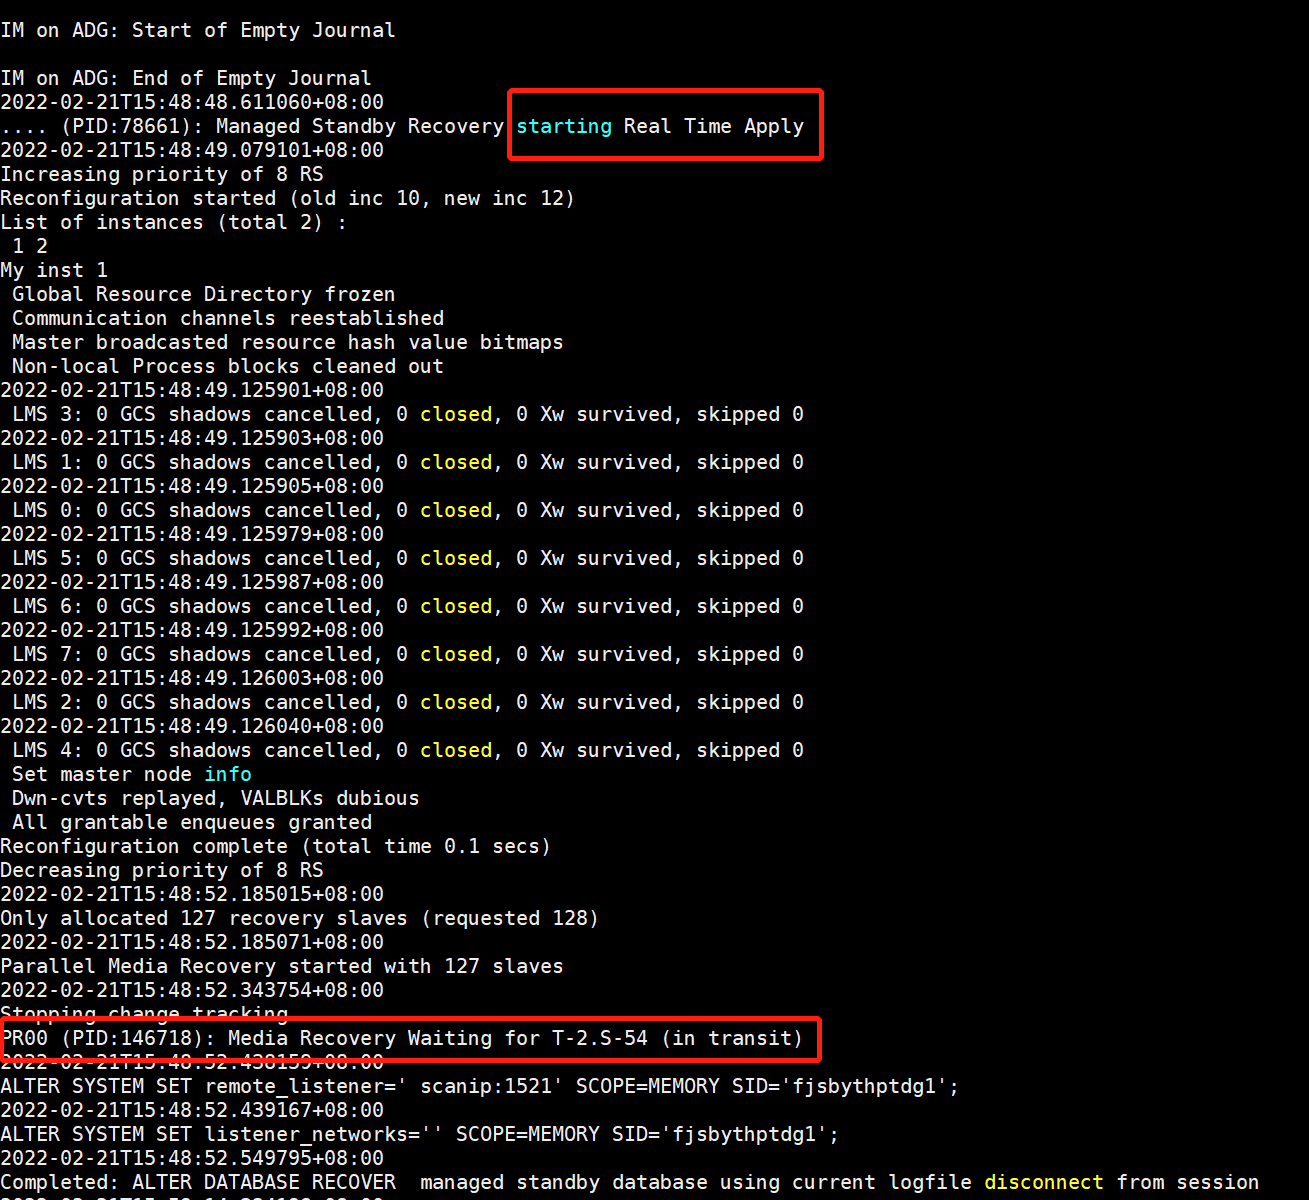 IM on ADG: Start of Empty Journal
IM on ADG: End of Empty Journal
2022-02-21T15:48:48.611060+08:00
.... (PID:78661): Managed Standby Recovery starting Real Time Apply
2022-02-21T15:48:49.079101+08:00
Increasing priority of 8 RS
Reconfiguration started (old inc 10, new inc 12)
List of instances (total 2) :
1 2
My inst 1
Global Resource Directory frozen
Communication channels reestablished
Master broadcasted resource hash value bitmaps
Non-local Process blocks cleaned out
2022-02-21T15:48:49.125901+08:00
LMS 3: 0 GCS shadows cancelled, 0 closed, 0 Xw survived, skipped 0
2022-02-21T15:48:49.125903+08:00
LMS 1: 0 GCS shadows cancelled, 0 closed, 0 Xw survived, skipped 0
2022-02-21T15:48:49.125905+08:00
LMS 0: 0 GCS shadows cancelled, 0 closed, 0 Xw survived, skipped 0
2022-02-21T15:48:49.125979+08:00
LMS 5: 0 GCS shadows cancelled, 0 closed, 0 Xw survived, skipped 0
2022-02-21T15:48:49.125987+08:00
LMS 6: 0 GCS shadows cancelled, 0 closed, 0 Xw survived, skipped 0
2022-02-21T15:48:49.125992+08:00
LMS 7: 0 GCS shadows cancelled, 0 closed, 0 Xw survived, skipped 0
2022-02-21T15:48:49.126003+08:00
LMS 2: 0 GCS shadows cancelled, 0 closed, 0 Xw survived, skipped 0
2022-02-21T15:48:49.126040+08:00
LMS 4: 0 GCS shadows cancelled, 0 closed, 0 Xw survived, skipped 0
Set master node info
Dwn-cvts replayed, VALBLKs dubious
All grantable enqueues granted
Reconfiguration complete (total time 0.1 secs)
Decreasing priority of 8 RS
2022-02-21T15:48:52.185015+08:00
Only allocated 127 recovery slaves (requested 128)
2022-02-21T15:48:52.185071+08:00
Parallel Media Recovery started with 127 slaves
2022-02-21T15:48:52.343754+08:00
Stopping change tracking
PR00 (PID:146718): Media Recovery Waiting for T-2.S-54 (in transit)
2022-02-21T15:48:52.438159+08:00
ALTER SYSTEM SET remote_listener=' scanip:1521' SCOPE=MEMORY SID='fjsbythptdg1';
2022-02-21T15:48:52.439167+08:00
ALTER SYSTEM SET listener_networks='' SCOPE=MEMORY SID='fjsbythptdg1';
2022-02-21T15:48:52.549795+08:00
Completed: ALTER DATABASE RECOVER  managed standby database using current logfile disconnect from session